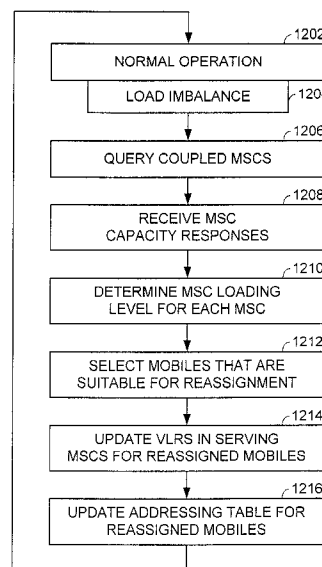 1202
NORMAL OPERATION
LOAD IMBALANCE
1204
1206
QUERY COUPLED MSCS
1208
RECEIVE MSC
CAPACITY RESPONSES
1210
DETERMINE MSC LOADING
LEVEL FOR EACH MSC
1212
SELECT MOBILES THAT ARE
SUITABLE FOR REASSIGNMENT
1214
UPDATE VLRS IN SERVING
MSCS FOR REASSIGNED MOBILES
1216
UPDATE ADDRESSING TABLE FOR
REASSIGNED MOBILES